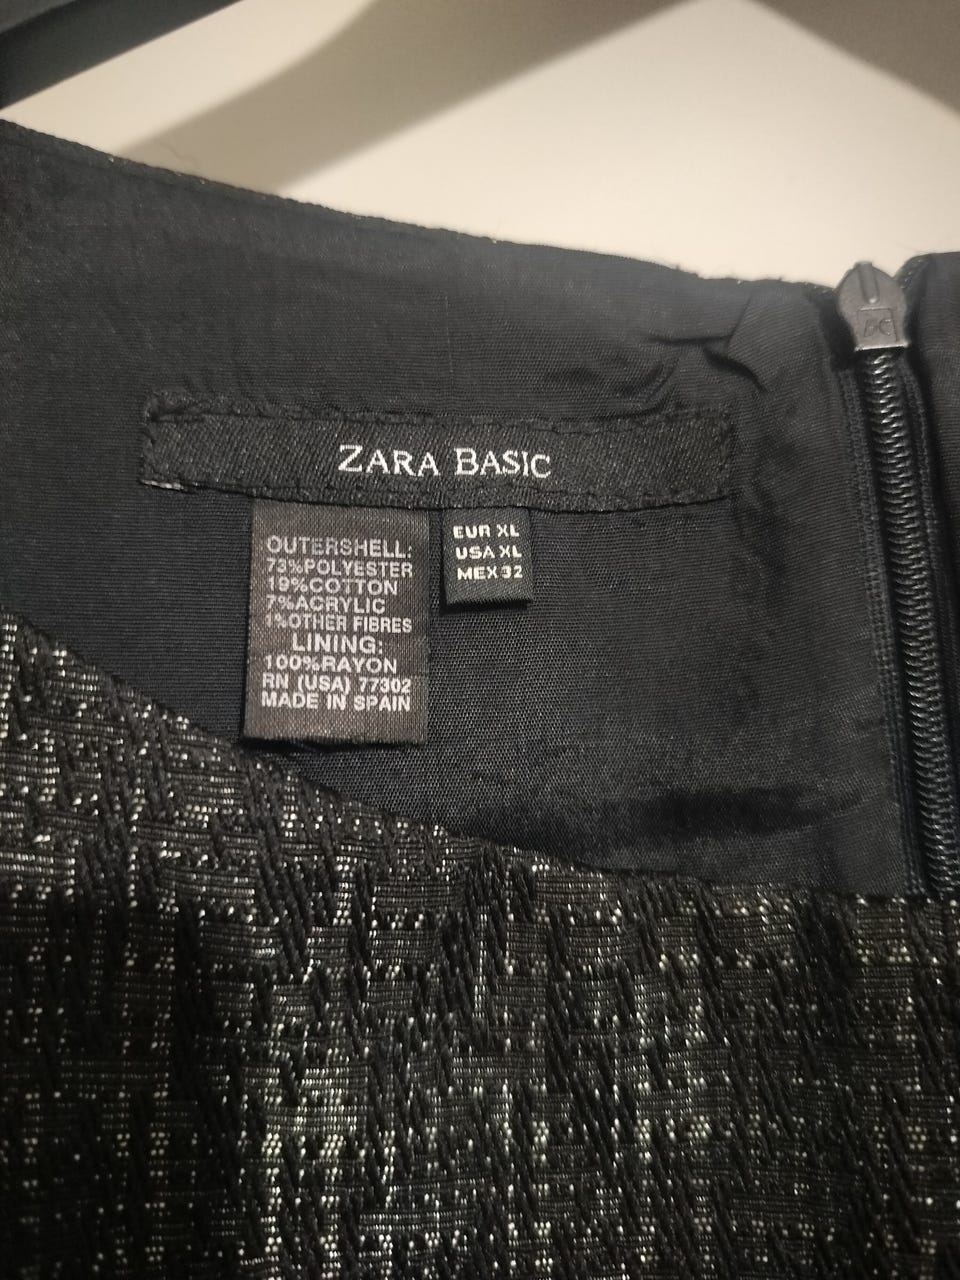 ZARA BASIC
OUTERSHELL:
73%POLYESTER
19%COTTON
7%ACRYLIC
1%OTHER FIBRES
LINING:
100%RAYON
RN (USA) 77302
MADE IN SPAIN
EUR XL
USA XL
MEX 32